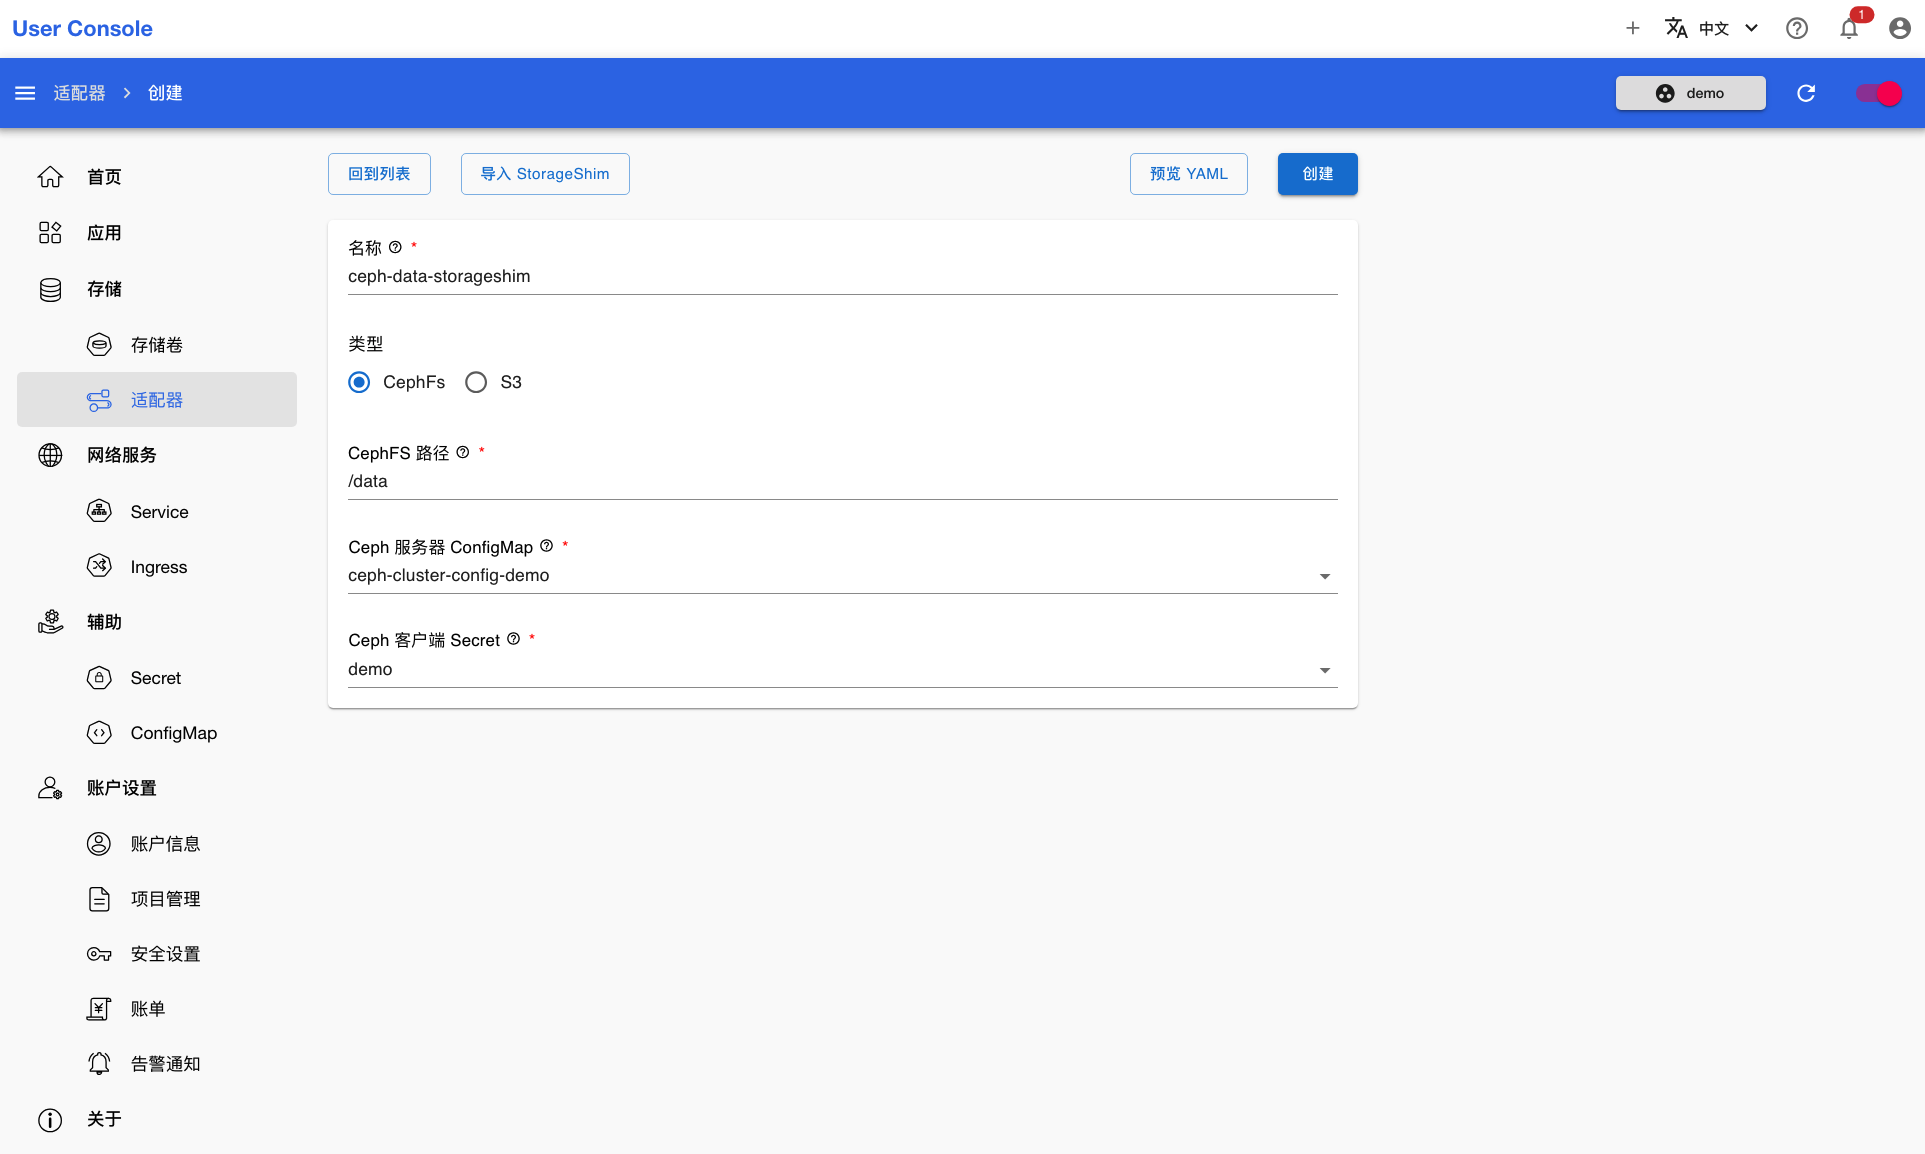 User Console
中文
1
适配器 > 创建
demo
首页
应用
存储
存储卷
适配器
网络服务
Service
Ingress
辅助
Secret
ConfigMap
账户设置
账户信息
项目管理
安全设置
账单
告警通知
关于
回到列表
导入 StorageShim
预览 YAML
创建
名称 *
ceph-data-storageshim
类型
CephFs
S3
CephFS 路径 *
/data
Ceph 服务器 ConfigMap *
ceph-cluster-config-demo
Ceph 客户端 Secret *
demo